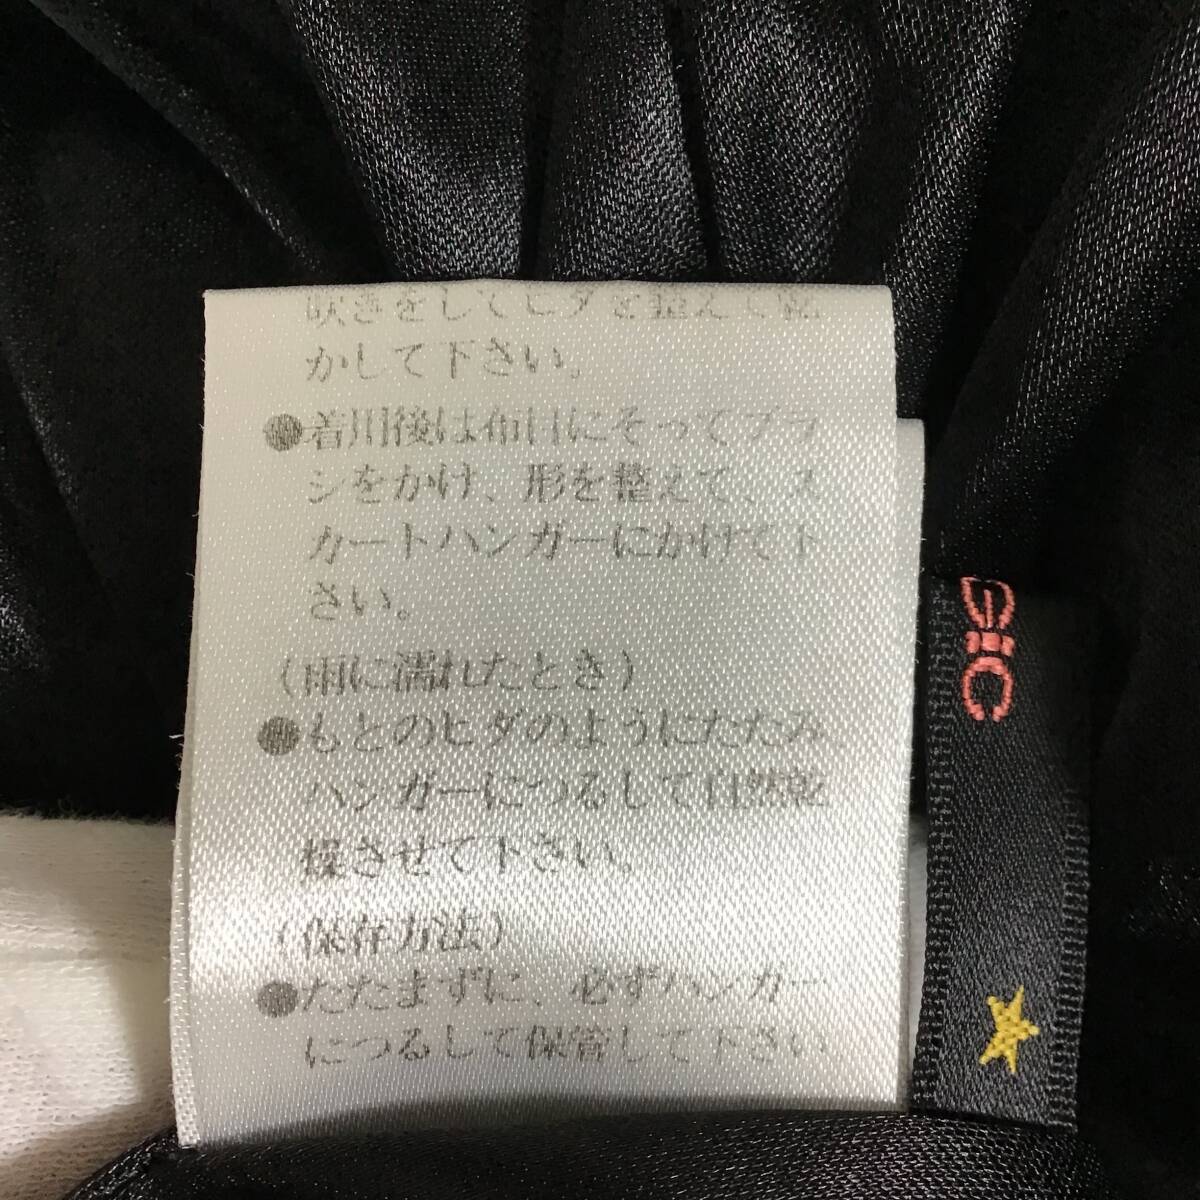 吹きをしてヒダを整えて乾
かして下さい。
●着用後は布目にそってブラ
シをかけ、形を整えて、ス
カートハンガーにかけて下
さい。
(雨に濡れたとき)
●もとのヒダのようにたたみ、
ハンガーにつるして自然乾
燥させて下さい。
(保存方法)
●たたまずに、必ずハンガー
につるして保管して下さい
GiC